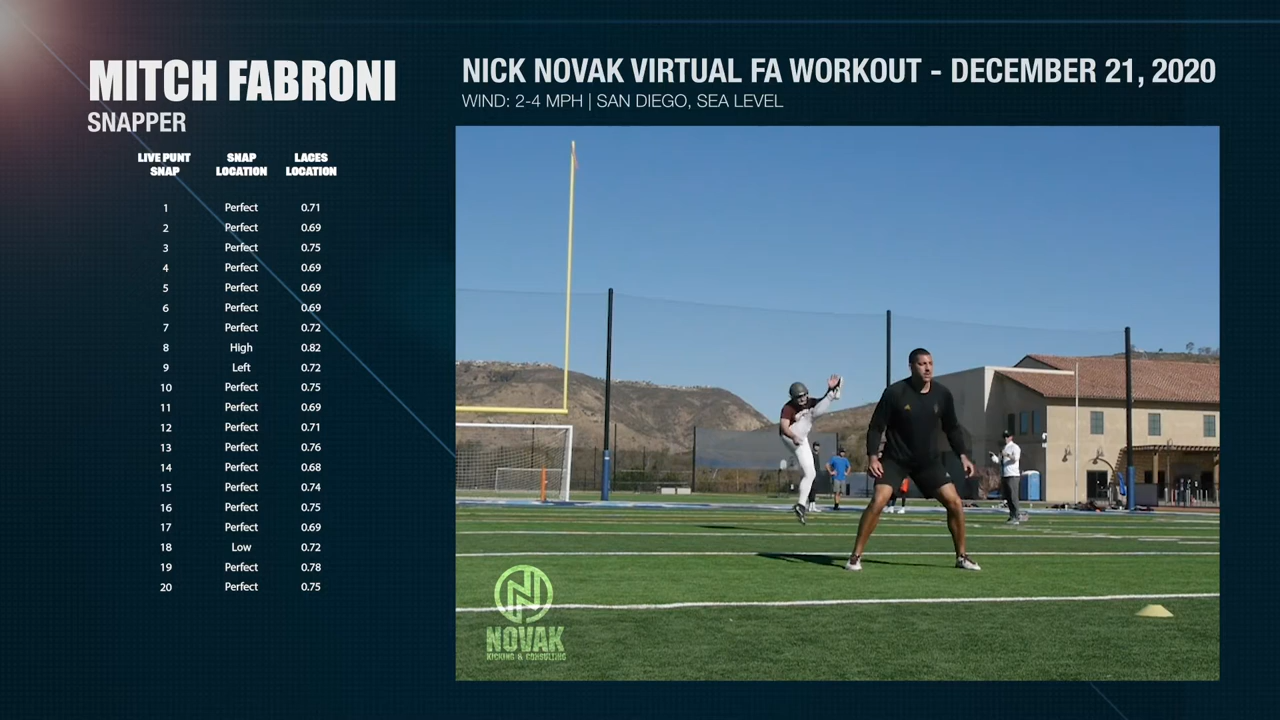 MITCH FABRONI
SNAPPER
NICK NOVAK VIRTUAL FA WORKOUT - DECEMBER 21, 2020
WIND: 2-4 MPH | SAN DIEGO, SEA LEVEL
LIVE PUNT SNAP LACES
SNAP LOCATION LOCATION
1 Perfect 0.71
2 Perfect 0.69
3 Perfect 0.75
4 Perfect 0.69
5 Perfect 0.69
6 Perfect 0.69
7 Perfect 0.72
8 High 0.82
9 Left 0.72
10 Perfect 0.75
11 Perfect 0.69
12 Perfect 0.71
13 Perfect 0.76
14 Perfect 0.68
15 Perfect 0.74
16 Perfect 0.75
17 Perfect 0.69
18 Low 0.72
19 Perfect 0.78
20 Perfect 0.75
NOVAK
KICKING & CONSULTING